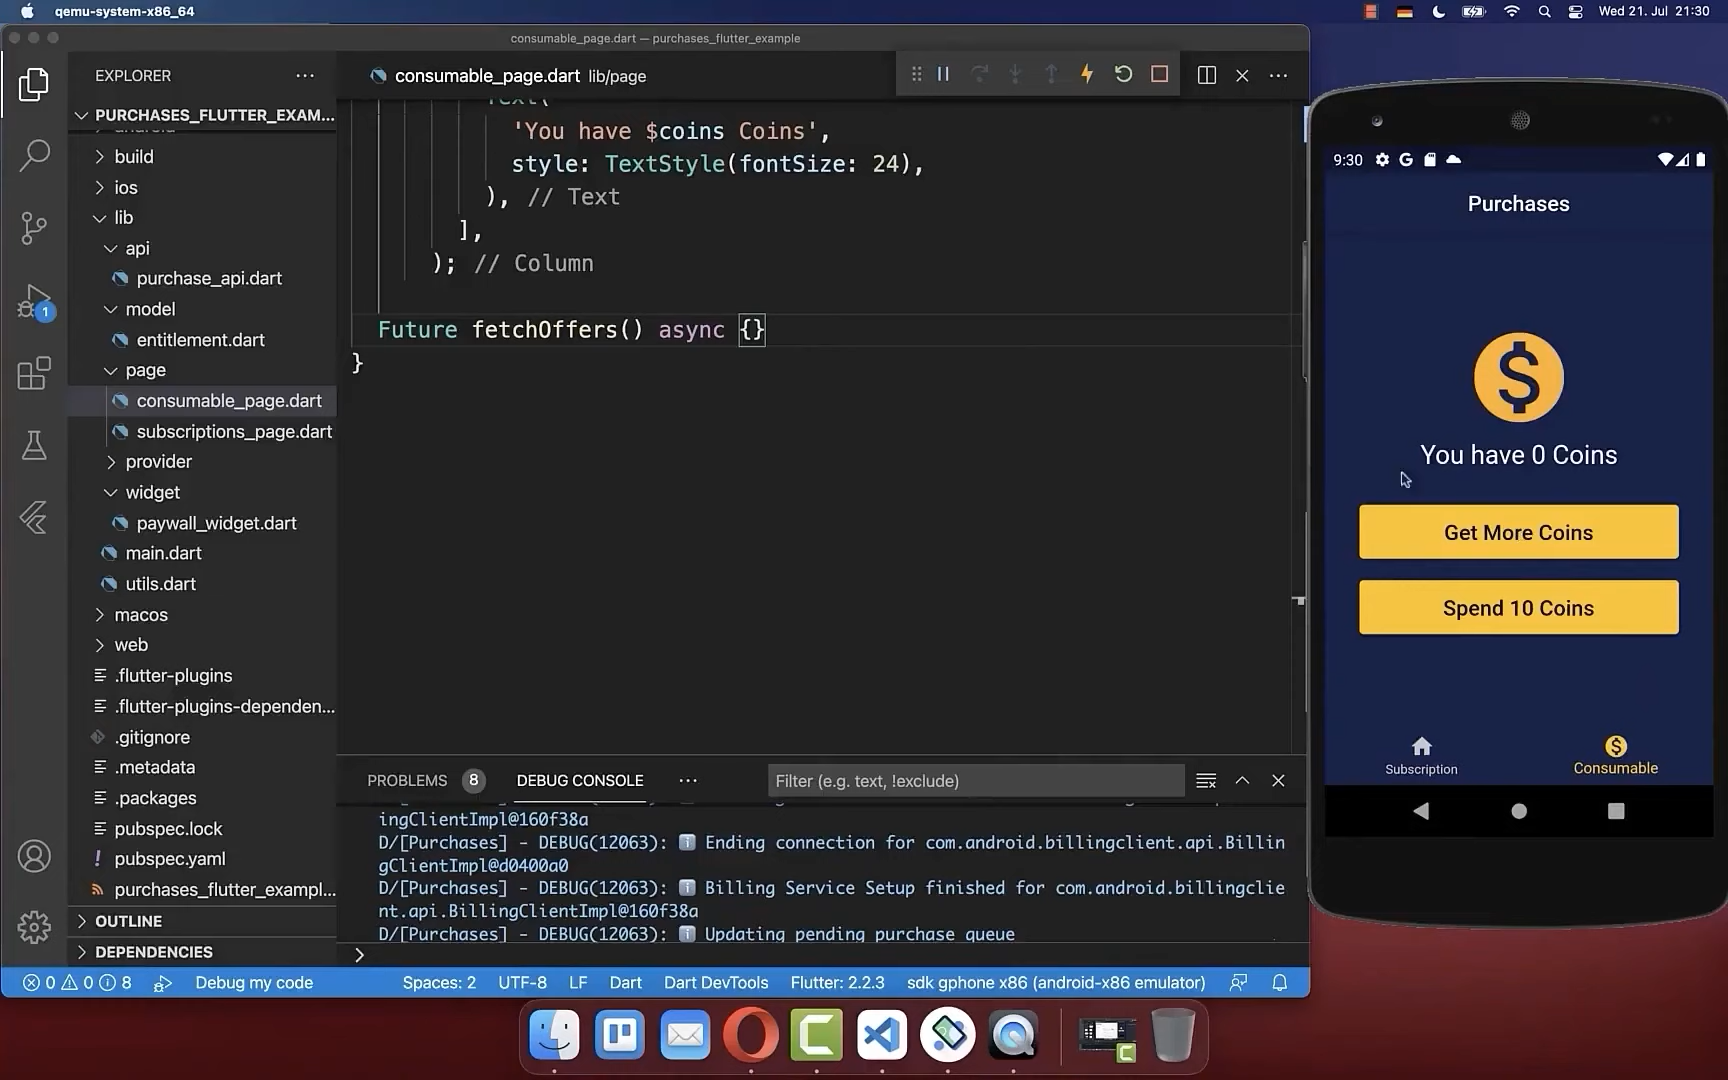 qemu-system-x86_64
Wed 21. Jul 21:30
consumable_page.dart — purchases_flutter_example
EXPLORER
PURCHASES_FLUTTER_EXAM...
android
build
ios
lib
api
purchase_api.dart
model
entitlement.dart
page
consumable_page.dart
subscriptions_page.dart
provider
widget
paywall_widget.dart
main.dart
utils.dart
macos
web
.flutter-plugins
.flutter-plugins-dependen...
.gitignore
.metadata
.packages
pubspec.lock
pubspec.yaml
purchases_flutter_exampl...
OUTLINE
DEPENDENCIES
1
consumable_page.dart lib/page
Text(
'You have $coins Coins',
style: TextStyle(fontSize: 24),
), // Text
],
); // Column
Future fetchOffers() async {}
}
PROBLEMS 8 DEBUG CONSOLE
Filter (e.g. text, !exclude)
ingClientImpl@160f38a
D/[Purchases] - DEBUG(12063): ℹ️ Ending connection for com.android.billingclient.api.Billin
gClientImpl@d0400a0
D/[Purchases] - DEBUG(12063): ℹ️ Billing Service Setup finished for com.android.billingclie
nt.api.BillingClientImpl@160f38a
D/[Purchases] - DEBUG(12063): ℹ️ Updating pending purchase queue
0 0 8 Debug my code Spaces: 2 UTF-8 LF Dart Dart DevTools Flutter: 2.2.3 sdk gphone x86 (android-x86 emulator)
9:30
Purchases
$
You have 0 Coins
Get More Coins
Spend 10 Coins
Subscription
Consumable